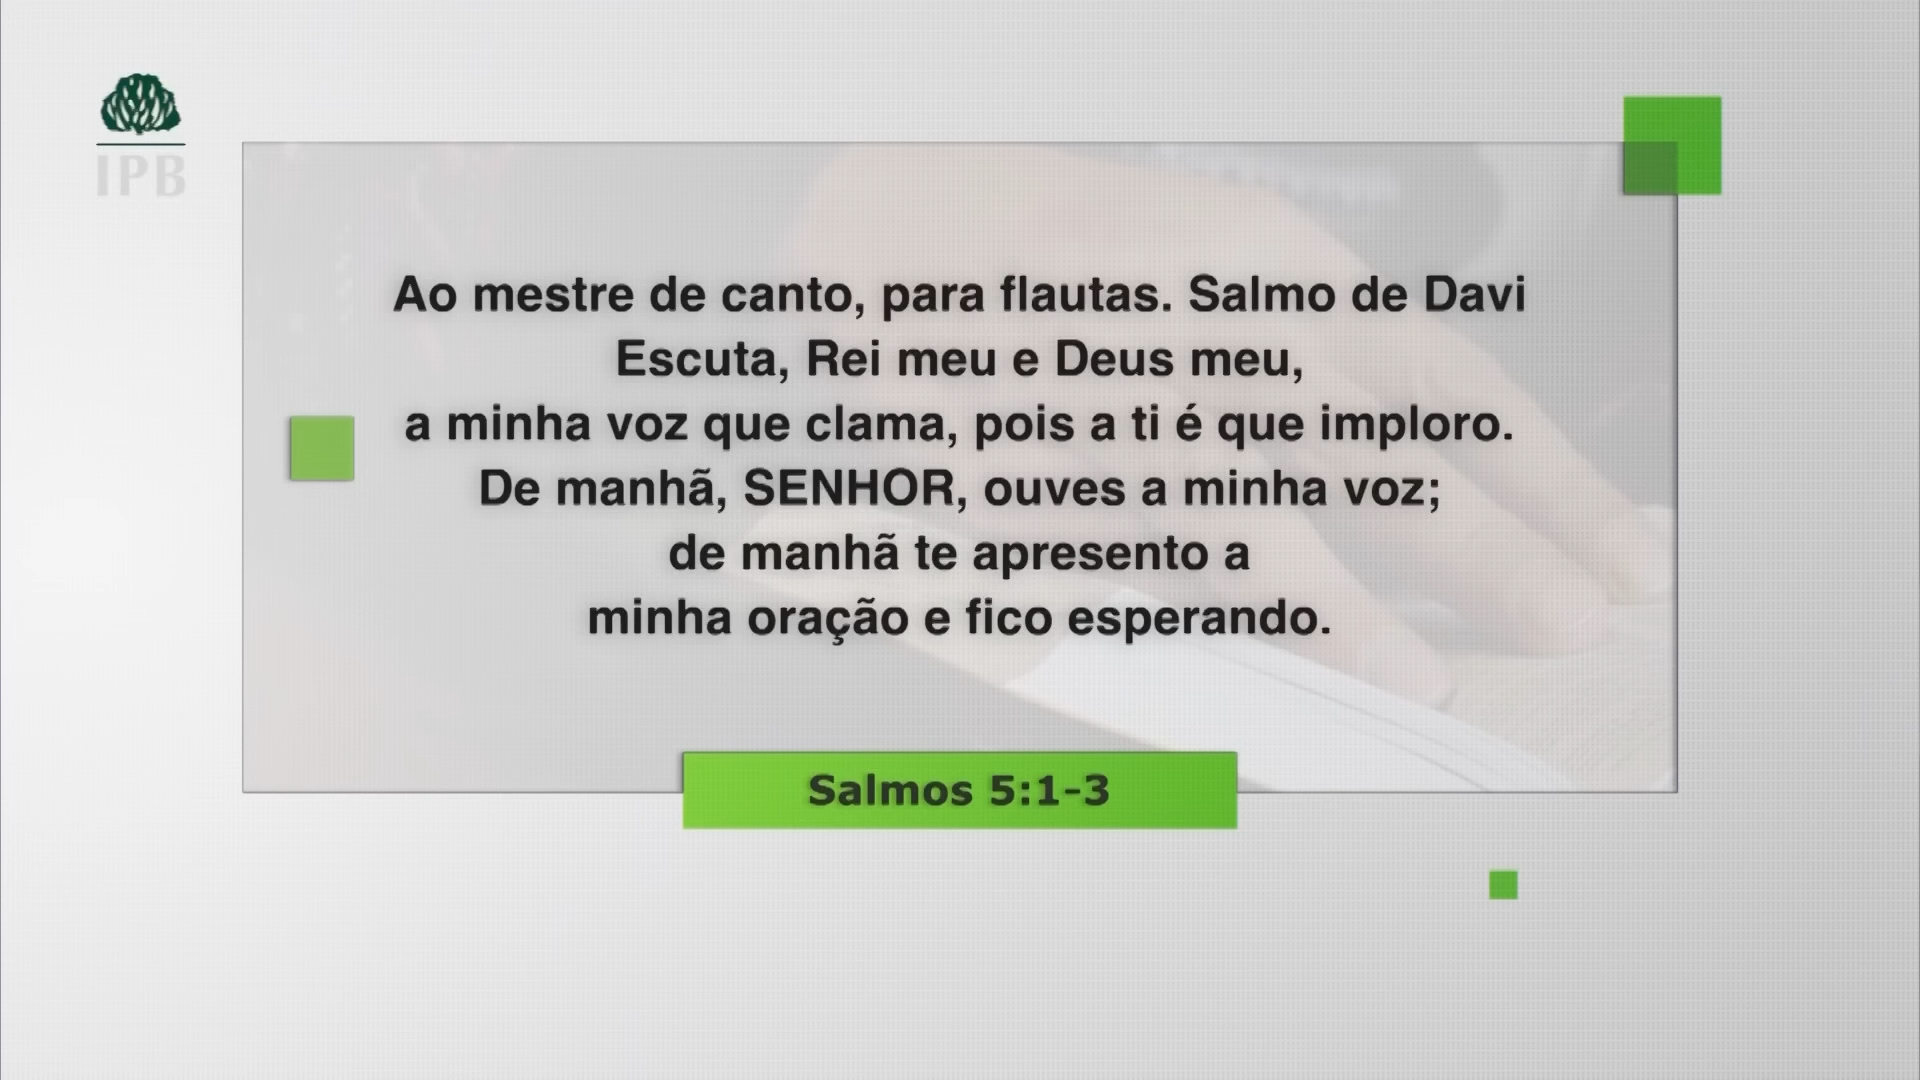 IPB
Ao mestre de canto, para flautas. Salmo de Davi
Escuta, Rei meu e Deus meu,
a minha voz que clama, pois a ti é que imploro.
De manhã, SENHOR, ouves a minha voz;
de manhã te apresento a
minha oração e fico esperando.
Salmos 5:1-3